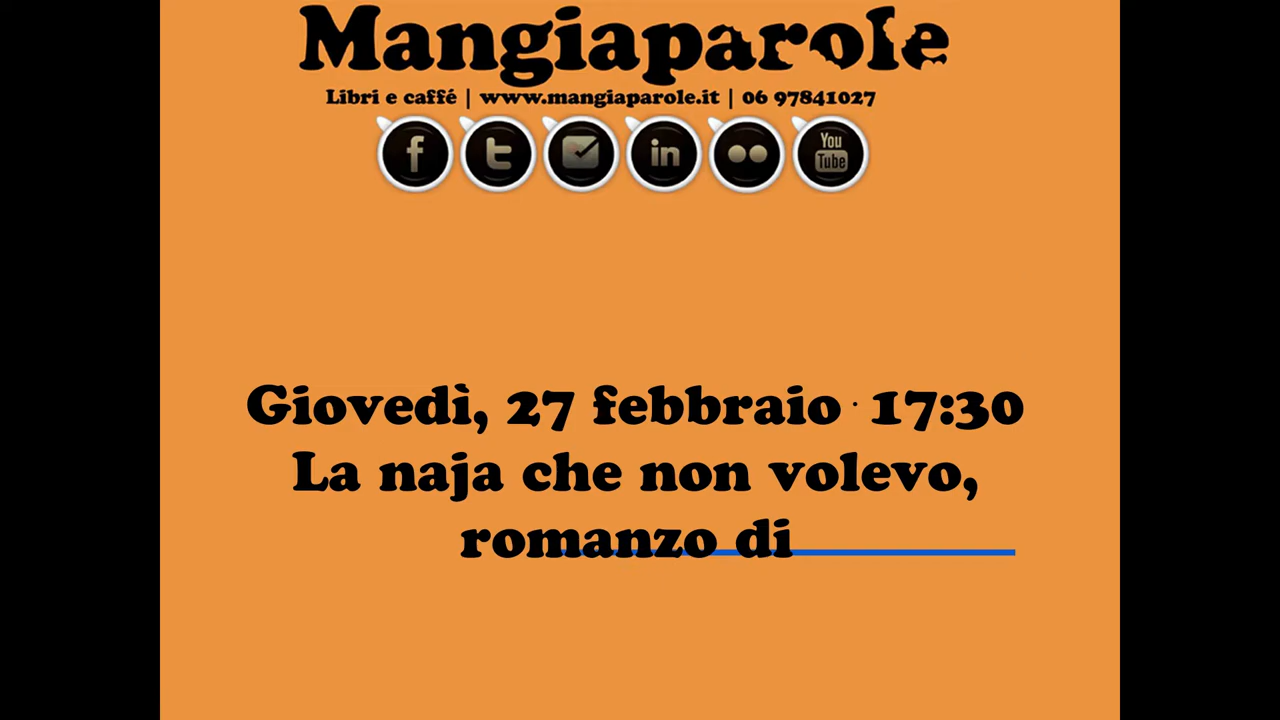 Mangiaparole
Libri e caffé | www.mangiaparole.it | 06 97841027
f t in You Tube
Giovedì, 27 febbraio · 17:30
La naja che non volevo,
romanzo di